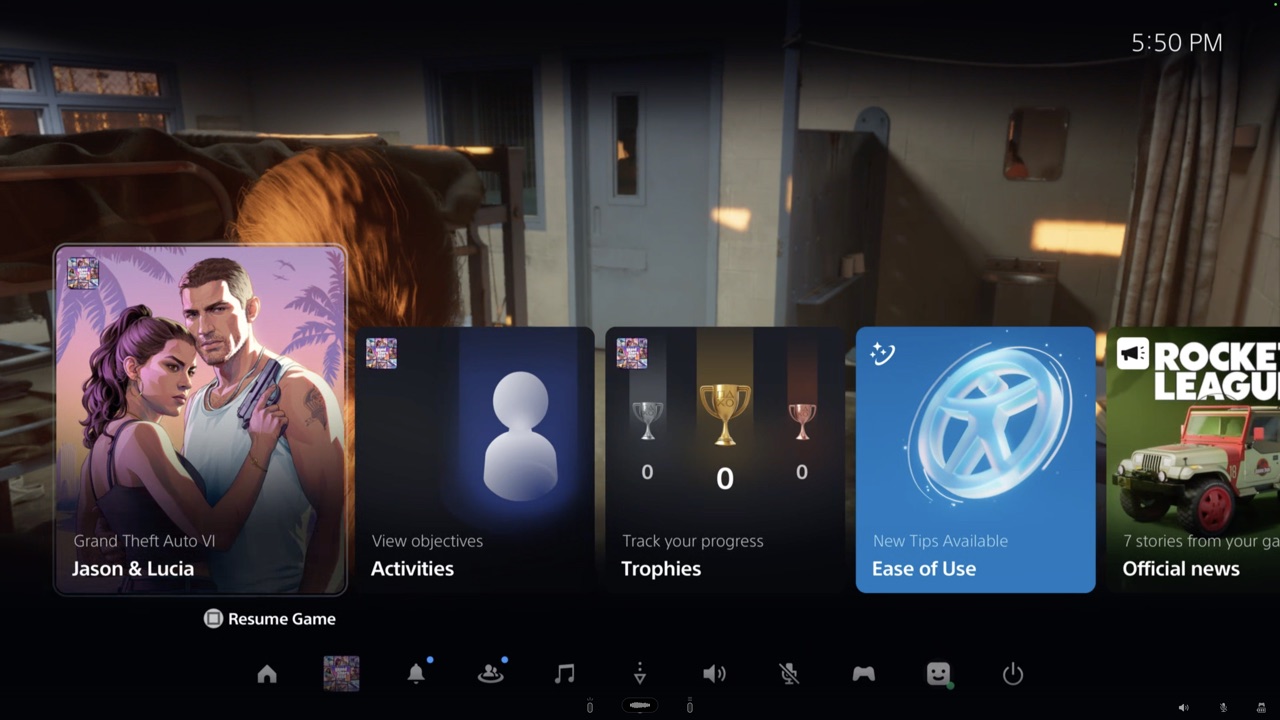 5:50 PM
Grand Theft Auto VI
Jason & Lucia
Resume Game
View objectives
Activities
0
0
0
Track your progress
Trophies
New Tips Available
Ease of Use
ROCKE
LEAGU
7 stories from your ga
Official news